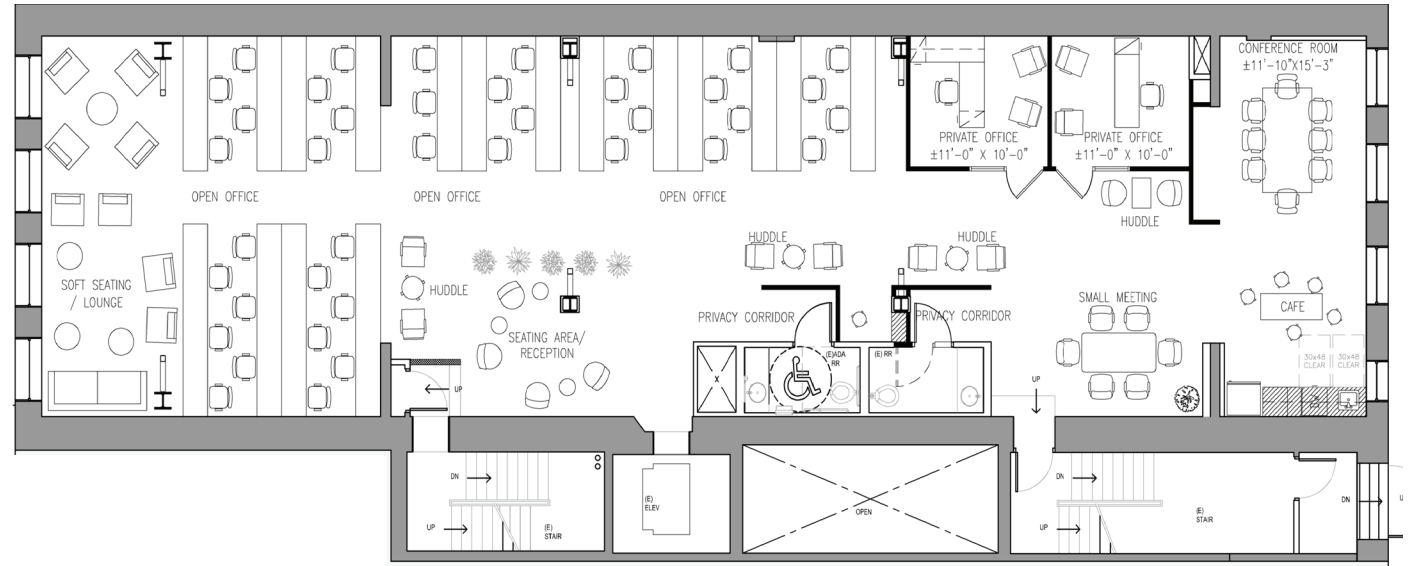 CONFERENCE ROOM
±11'-10"X15'-3"
PRIVATE OFFICE
±11'-0" X 10'-0"
PRIVATE OFFICE
±11'-0" X 10'-0"
OPEN OFFICE
OPEN OFFICE
OPEN OFFICE
HUDDLE
HUDDLE
HUDDLE
SOFT SEATING
/ LOUNGE
HUDDLE
SMALL MEETING
CAFE
PRIVACY CORRIDOR
PRIVACY CORRIDOR
SEATING AREA/
RECEPTION
(E)ADA
RR
(E) RR
30x48
CLEAR
30x48
CLEAR
X
UP
UP
DN
UP
(E)
STAIR
(E)
ELEV
OPEN
DN
UP
(E)
STAIR
DN